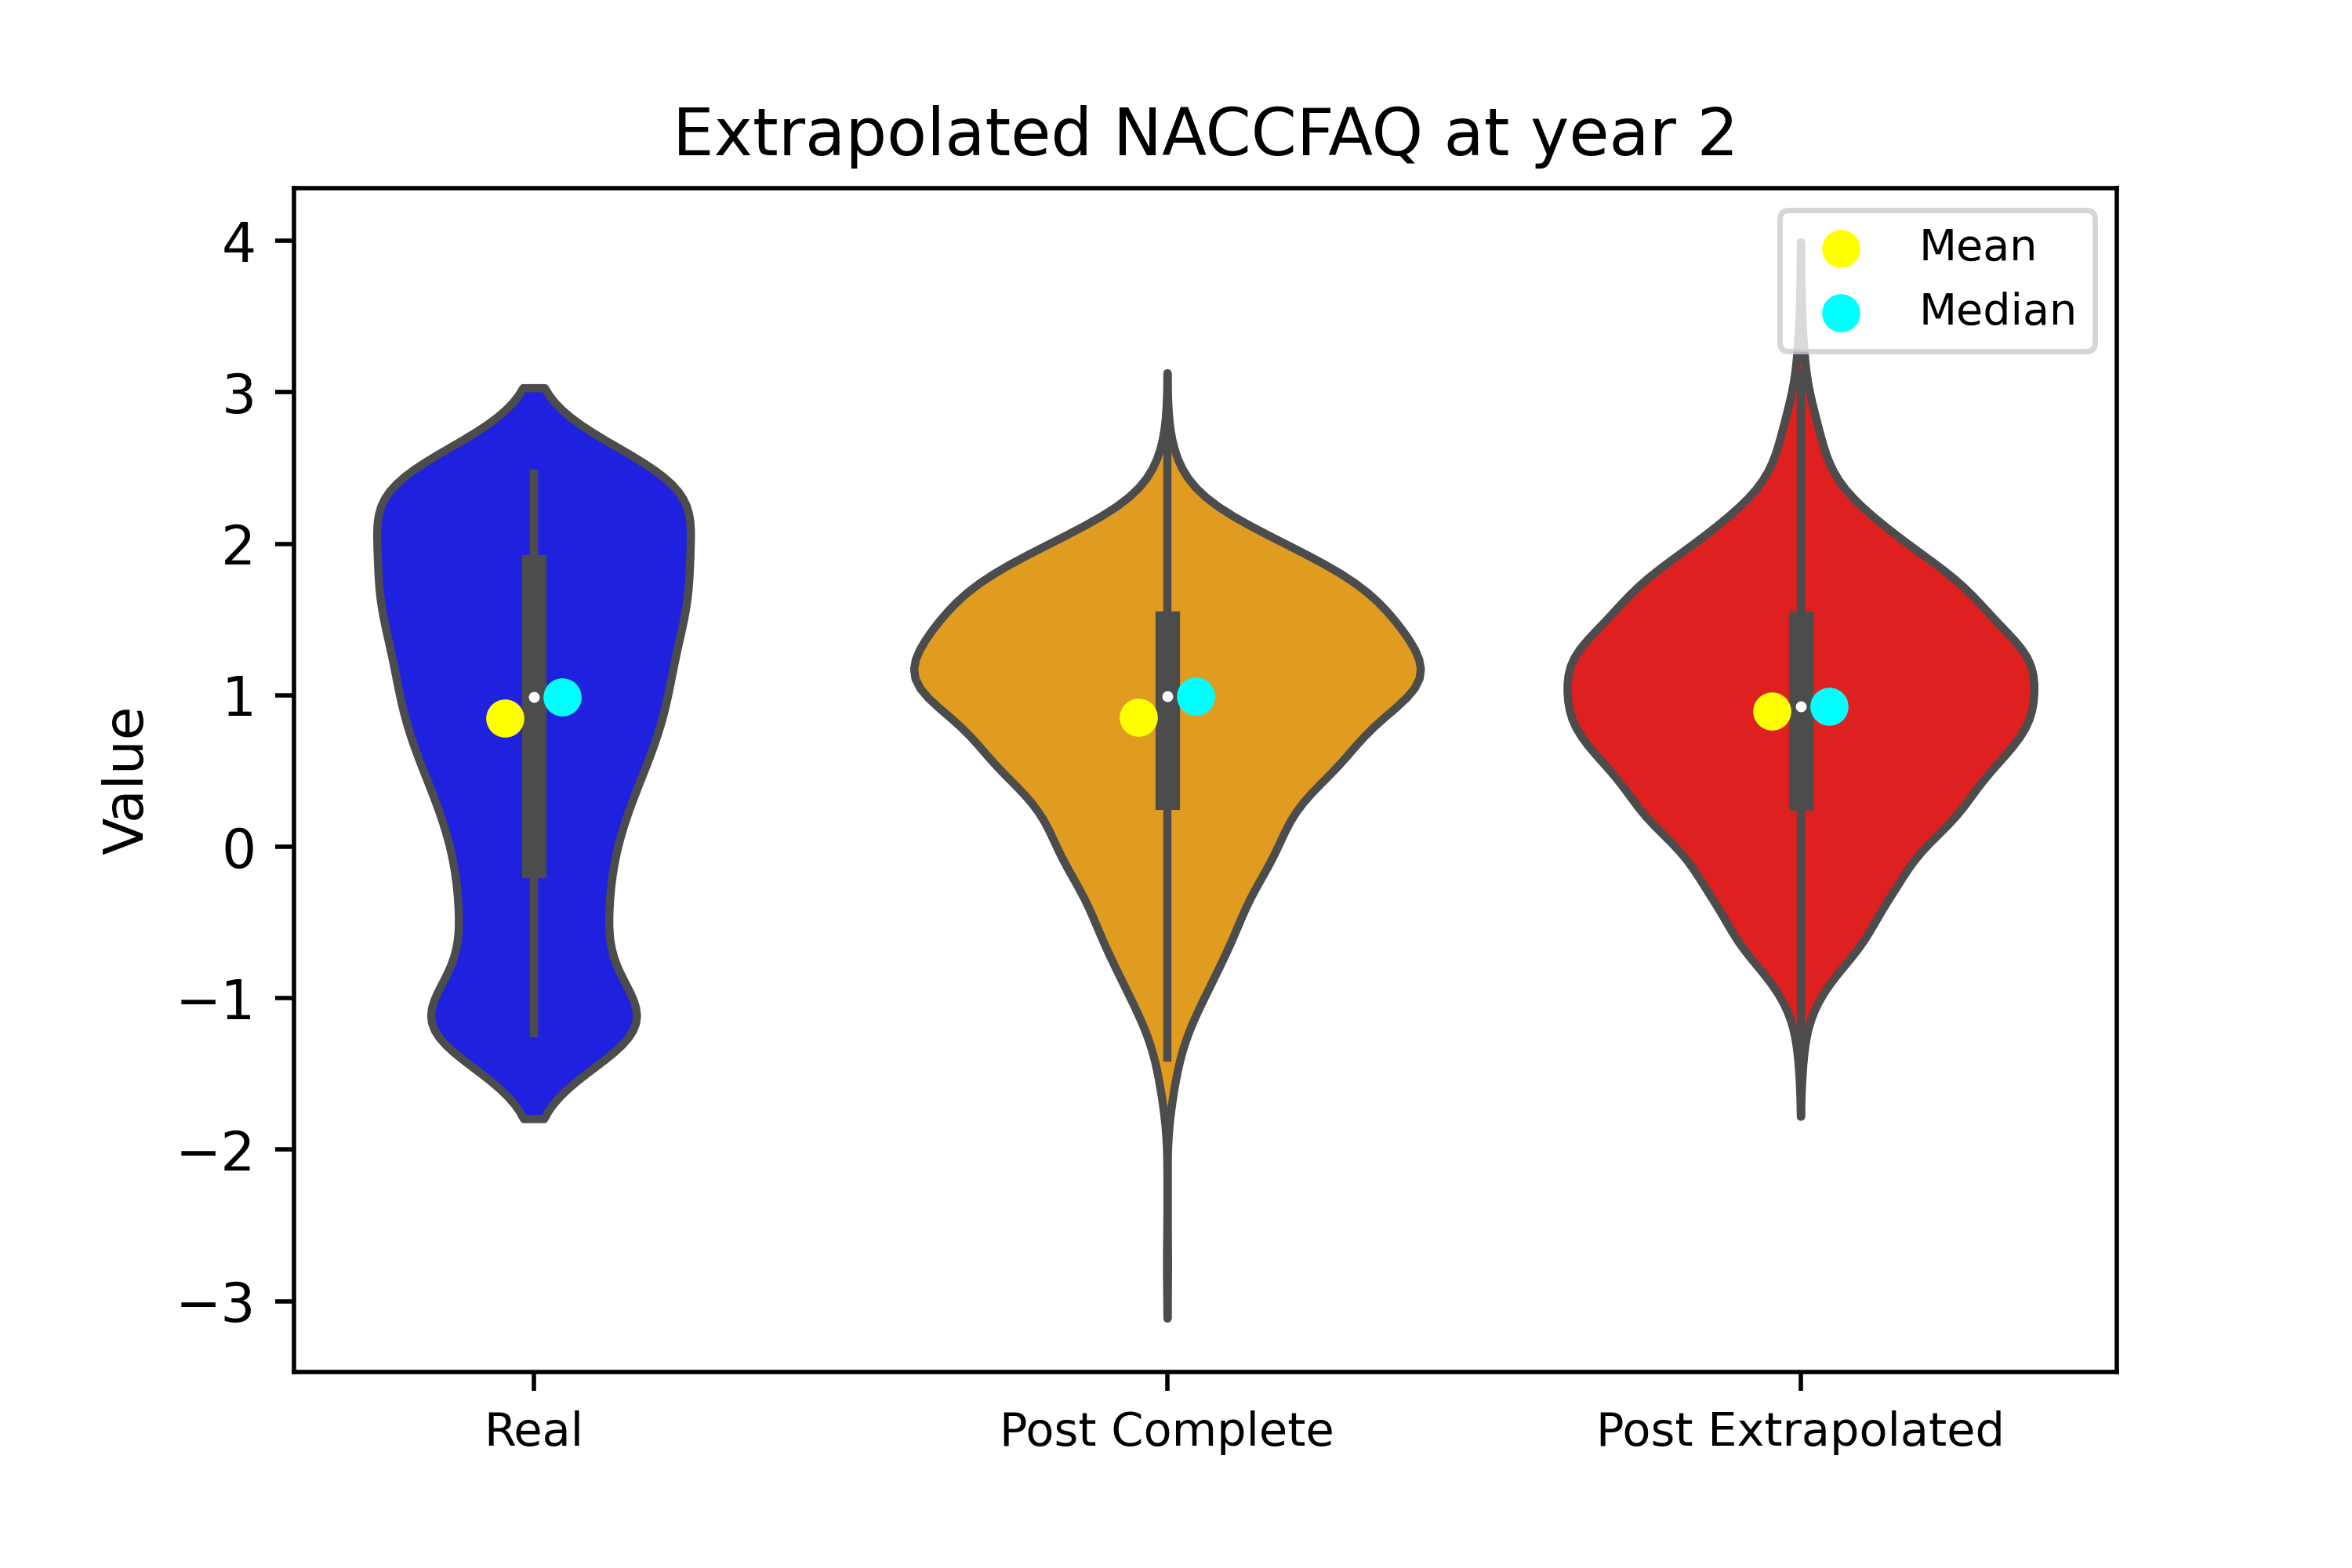 Extrapolated NACCFAQ at year 2
Mean
Median
4
3
2
1
0
−1
−2
−3
Value
Real
Post Complete
Post Extrapolated